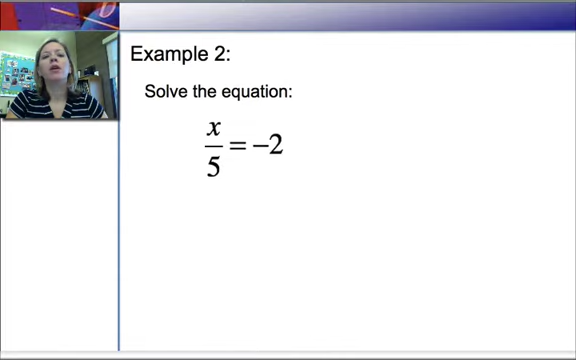 Example 2:
Solve the equation:
x/5 = −2